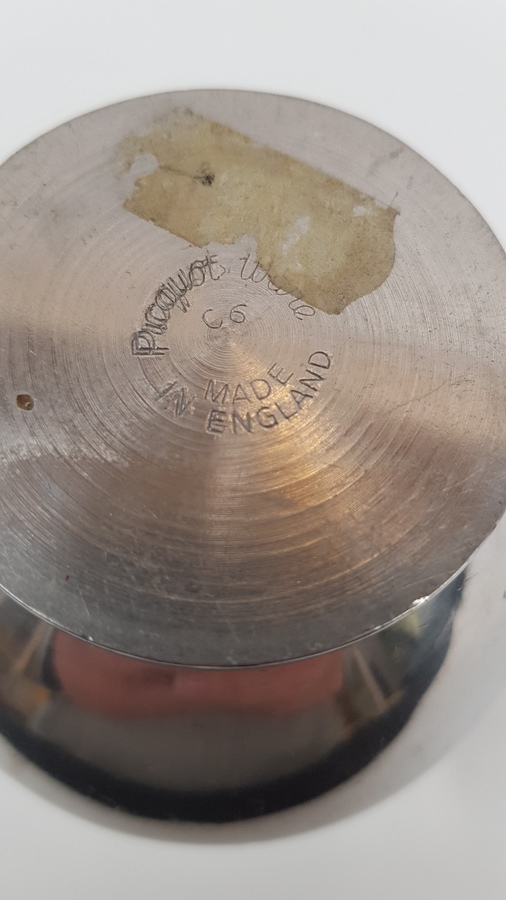 Picquot Ware
C6
MADE
IN ENGLAND